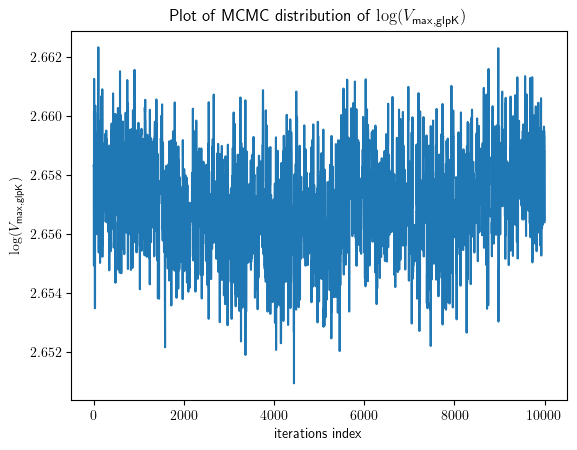 Plot of MCMC distribution of log(V_max,glpK)
log(V_max,glpK)
2.662
2.660
2.658
2.656
2.654
2.652
0 2000 4000 6000 8000 10000
iterations index